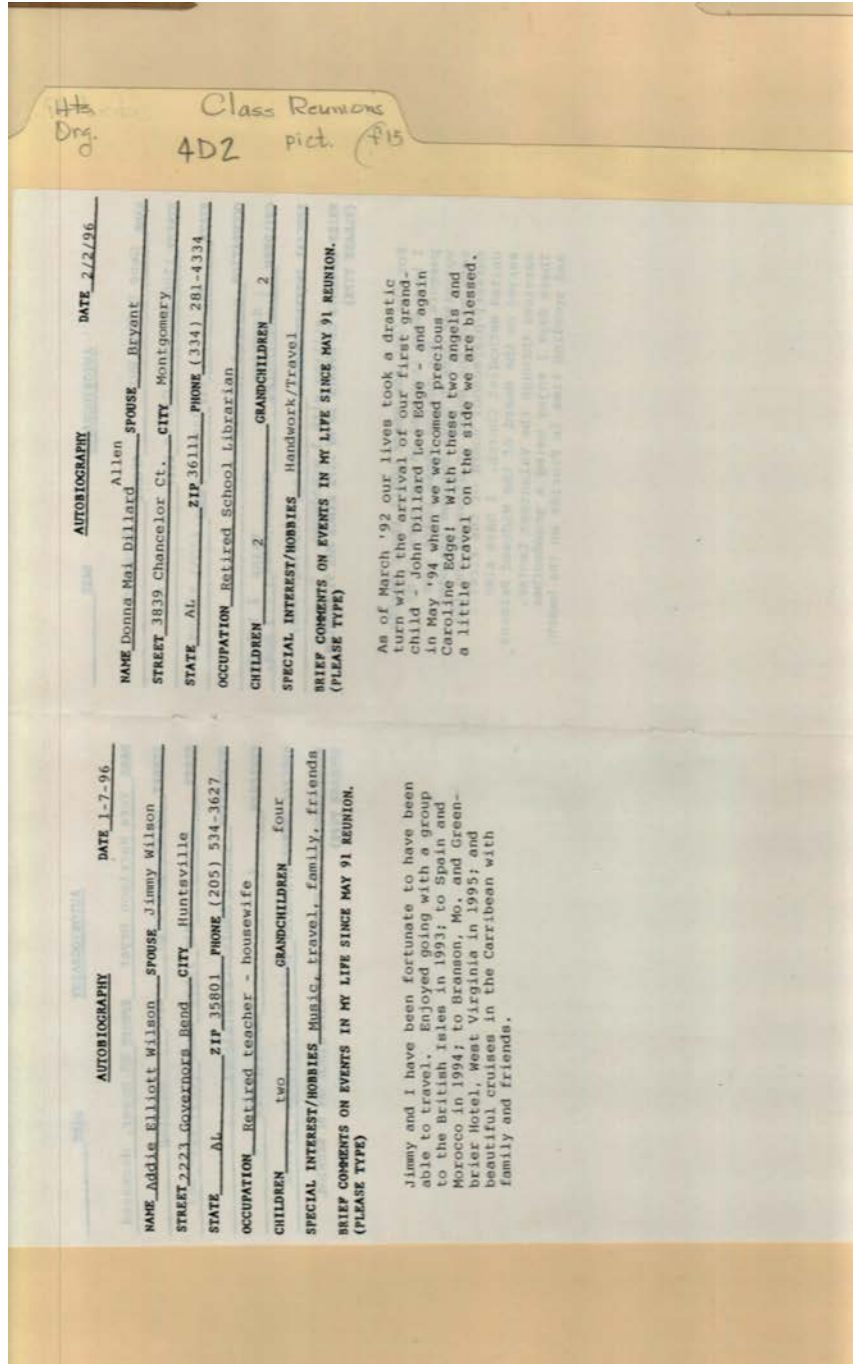 Hts
Org.
Class Reunions
4D2 pict. f15
AUTOBIOGRAPHY
DATE 1-7-96
NAME Addie Elliott Wilson SPOUSE Jimmy Wilson
STREET 2223 Governors Bend CITY Huntsville
STATE AL ZIP 35801 PHONE (205) 534-3627
OCCUPATION Retired teacher - housewife
CHILDREN two GRANDCHILDREN four
SPECIAL INTEREST/HOBBIES Music, travel, family, friends
BRIEF COMMENTS ON EVENTS IN MY LIFE SINCE MAY 91 REUNION.
(PLEASE TYPE)
Jimmy and I have been fortunate to have been
able to travel. Enjoyed going with a group
to the British Isles in 1993; to Spain and
Morocco in 1994; to Branson, Mo. and Green-
brier Hotel, West Virginia in 1995; and
beautiful cruises in the Carribean with
family and friends.
AUTOBIOGRAPHY
DATE 2/2/96
Allen
NAME Donna Mai Dillard SPOUSE Bryant
STREET 3839 Chancelor Ct. CITY Montgomery
STATE AL ZIP 36111 PHONE (334) 281-4334
OCCUPATION Retired School Librarian
CHILDREN 2 GRANDCHILDREN 2
SPECIAL INTEREST/HOBBIES Handwork/Travel
BRIEF COMMENTS ON EVENTS IN MY LIFE SINCE MAY 91 REUNION.
(PLEASE TYPE)
As of March '92 our lives took a drastic
turn with the arrival of our first grand-
child - John Dillard Lee Edge - and again
in May '94 when we welcomed precious
Caroline Edge! With these two angels and
a little travel on the side we are blessed.